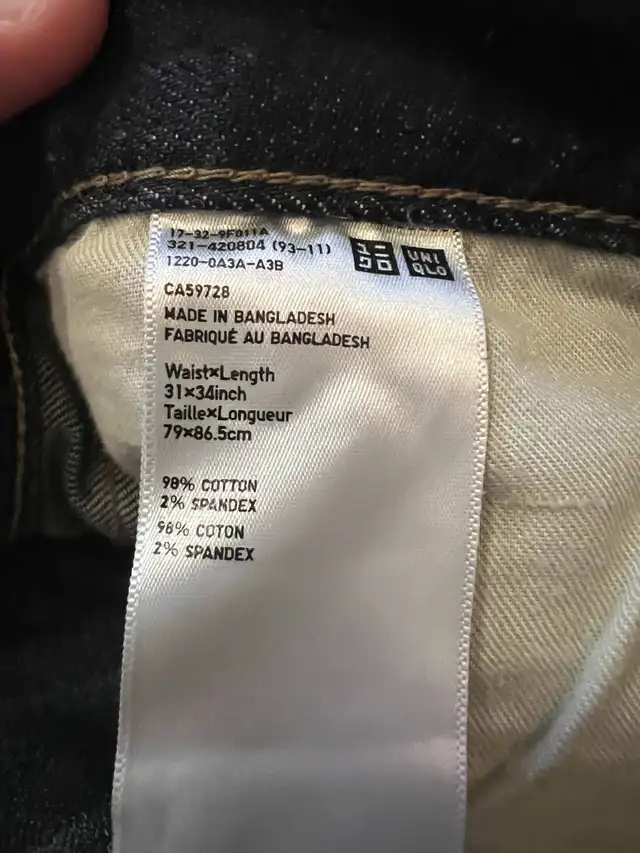 17-32-9F011A
321-420804 (93-11)
1220-0A3A-A3B
ユニ
クロ
UNI
QLO
CA59728
MADE IN BANGLADESH
FABRIQUÉ AU BANGLADESH
Waist×Length
31×34inch
Taille×Longueur
79×86.5cm
98% COTTON
2% SPANDEX
98% COTON
2% SPANDEX